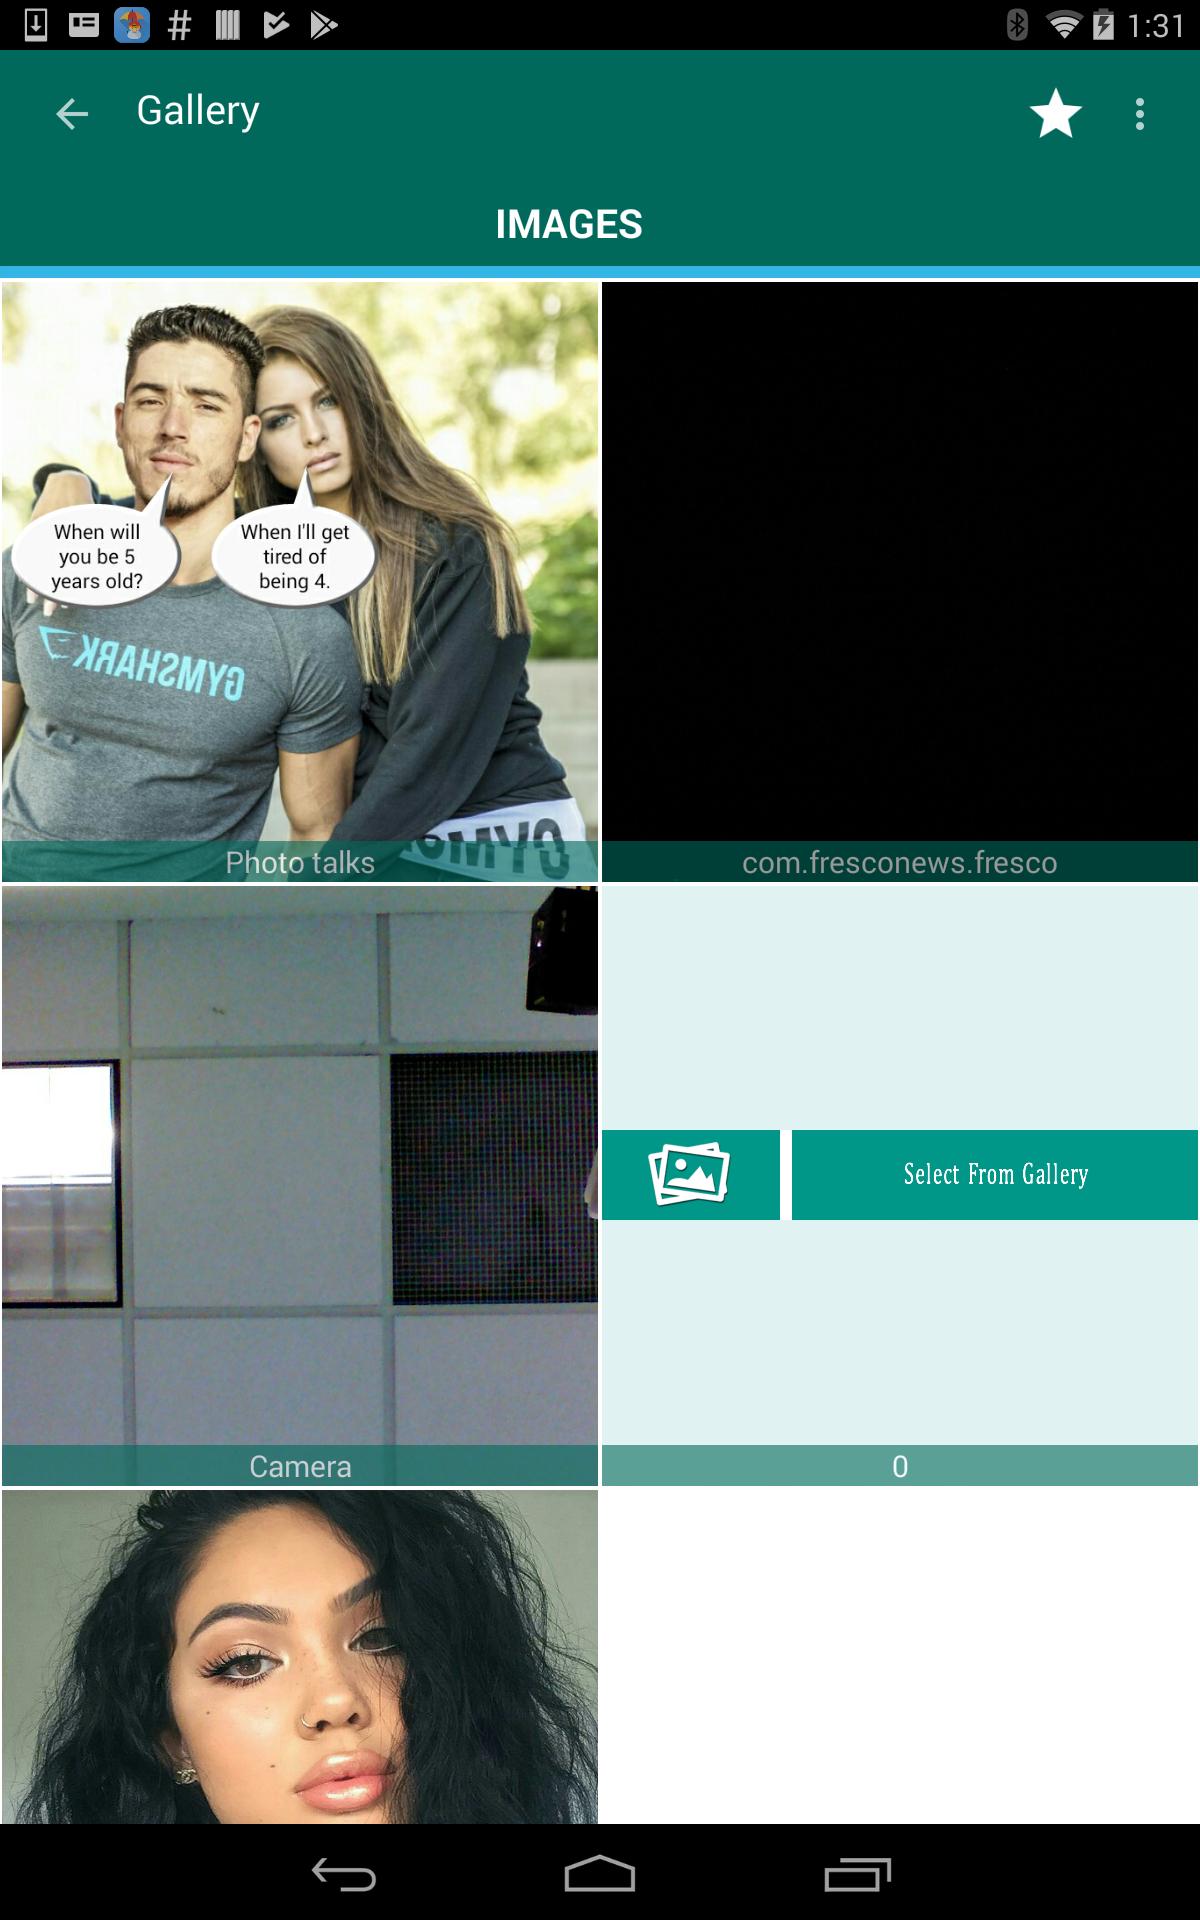 1:31
Gallery
IMAGES
When will
you be 5
years old?
When I'll get
tired of
being 4.
GYMSHARK
Photo talks
com.fresconews.fresco
Camera
Select From Gallery
0